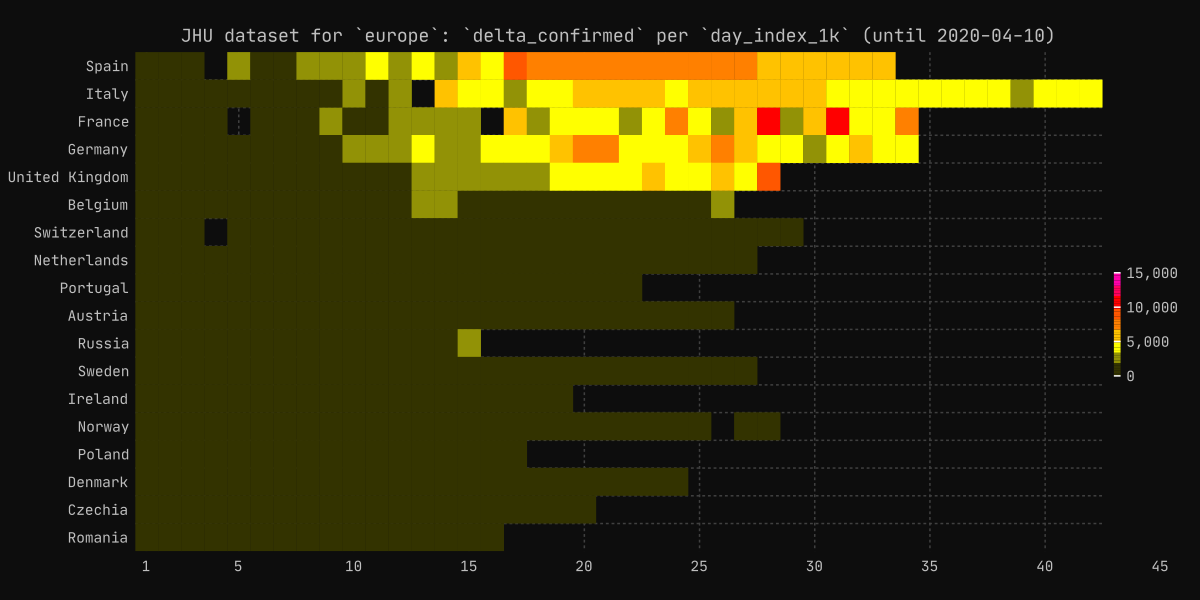 JHU dataset for `europe`: `delta_confirmed` per `day_index_1k` (until 2020-04-10)
Spain
Italy
France
Germany
United Kingdom
Belgium
Switzerland
Netherlands
Portugal
Austria
Russia
Sweden
Ireland
Norway
Poland
Denmark
Czechia
Romania
15,000
10,000
5,000
0
1 5 10 15 20 25 30 35 40 45